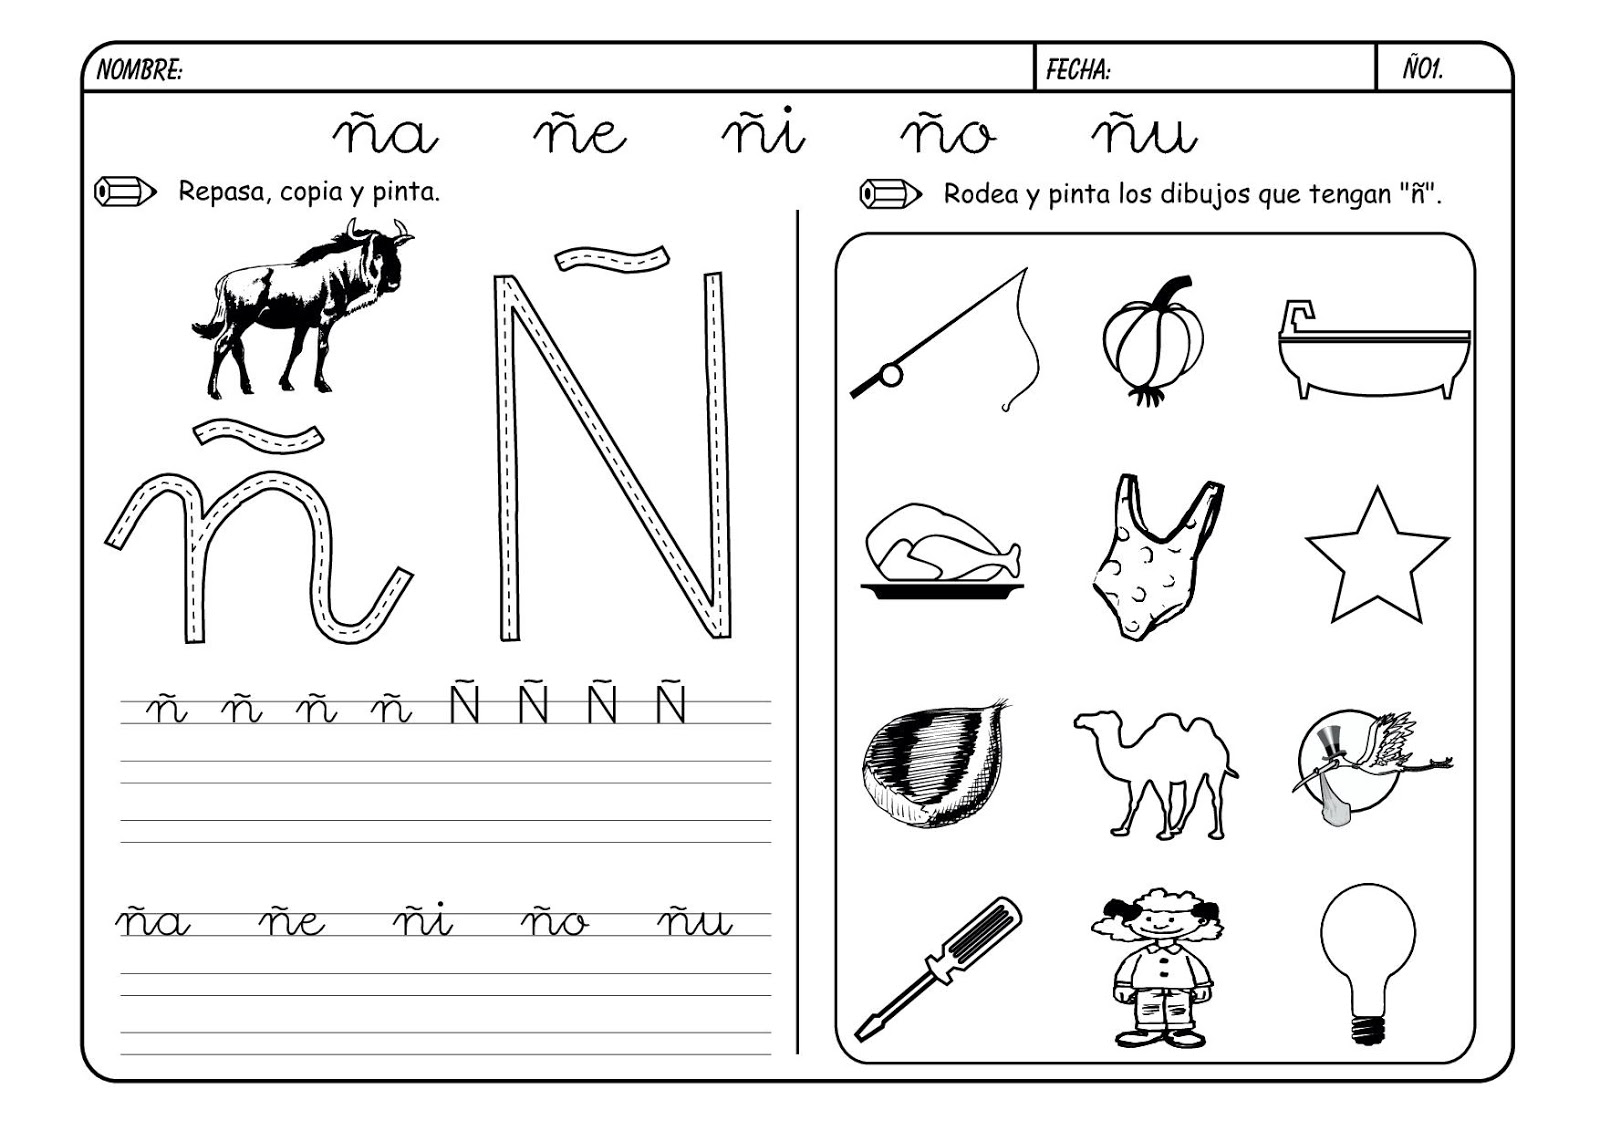 NOMBRE: FECHA: Ñ01.
ña ñe ñi ño ñu
Repasa, copia y pinta.
Ñ
ñ
ñ ñ ñ ñ Ñ Ñ Ñ Ñ
ña ñe ñi ño ñu
Rodea y pinta los dibujos que tengan "ñ".